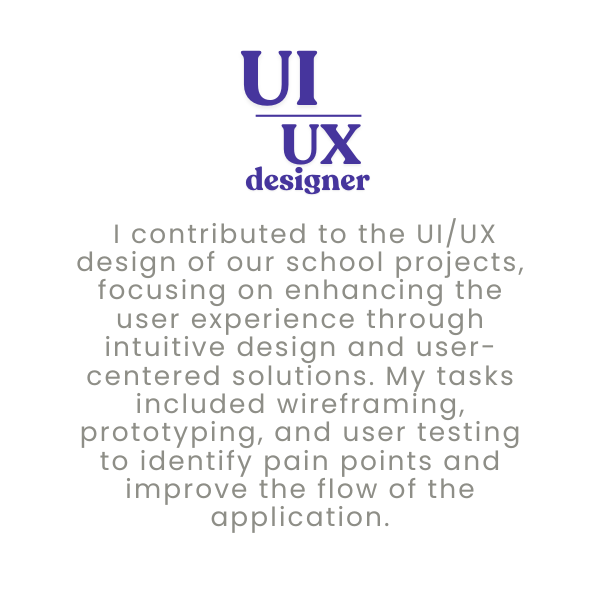 UI
UX
designer
I contributed to the UI/UX
design of our school projects,
focusing on enhancing the
user experience through
intuitive design and user-
centered solutions. My tasks
included wireframing,
prototyping, and user testing
to identify pain points and
improve the flow of the
application.